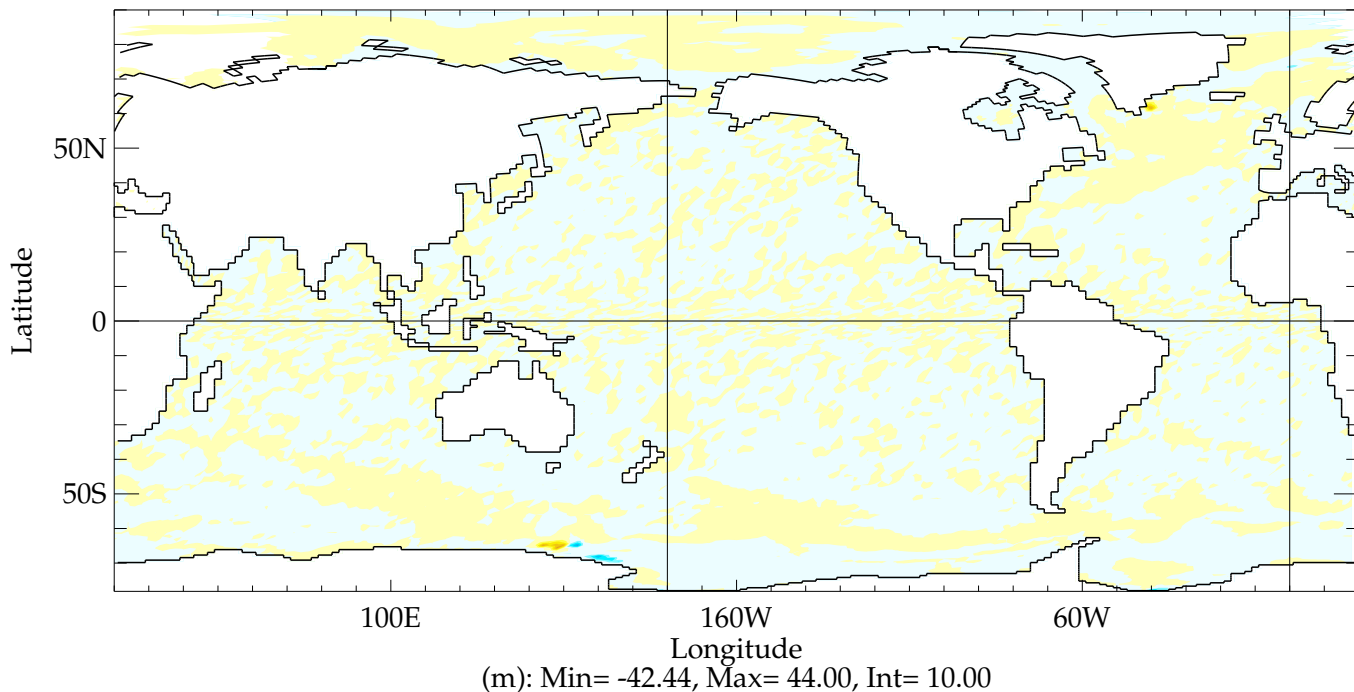 50N
0
50S
Latitude
100E
160W
60W
Longitude
(m): Min= -42.44, Max= 44.00, Int= 10.00